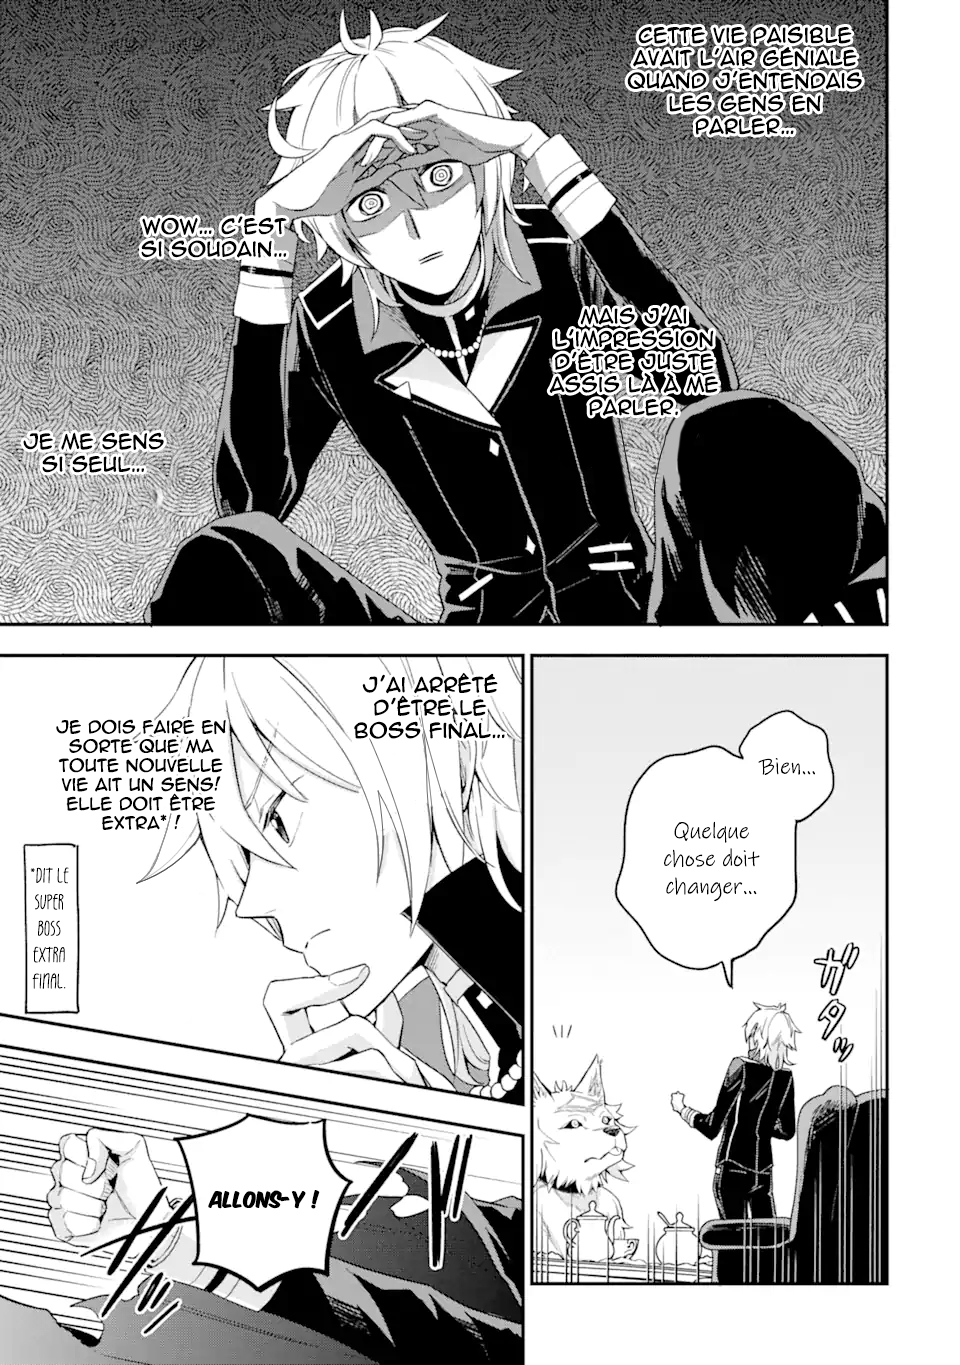 CETTE VIE PAISIBLE
AVAIT L'AIR GÉNIALE
QUAND J'ENTENDAIS
LES GENS EN
PARLER...
WOW... C'EST
SI SOUDAIN...
MAIS J'AI
L'IMPRESSION
D'ÊTRE JUSTE
ASSIS LÀ À ME
PARLER.
JE ME SENS
SI SEUL...
Bien...
Quelque
chose doit
changer...
ガタッ
J'AI ARRÊTÉ
D'ÊTRE LE
BOSS FINAL...
JE DOIS FAIRE EN
SORTE QUE MA
TOUTE NOUVELLE
VIE AIT UN SENS!
ELLE DOIT ÊTRE
EXTRA* !
*DIT LE
SUPER
BOSS
EXTRA
FINAL.
ALLONS-Y !